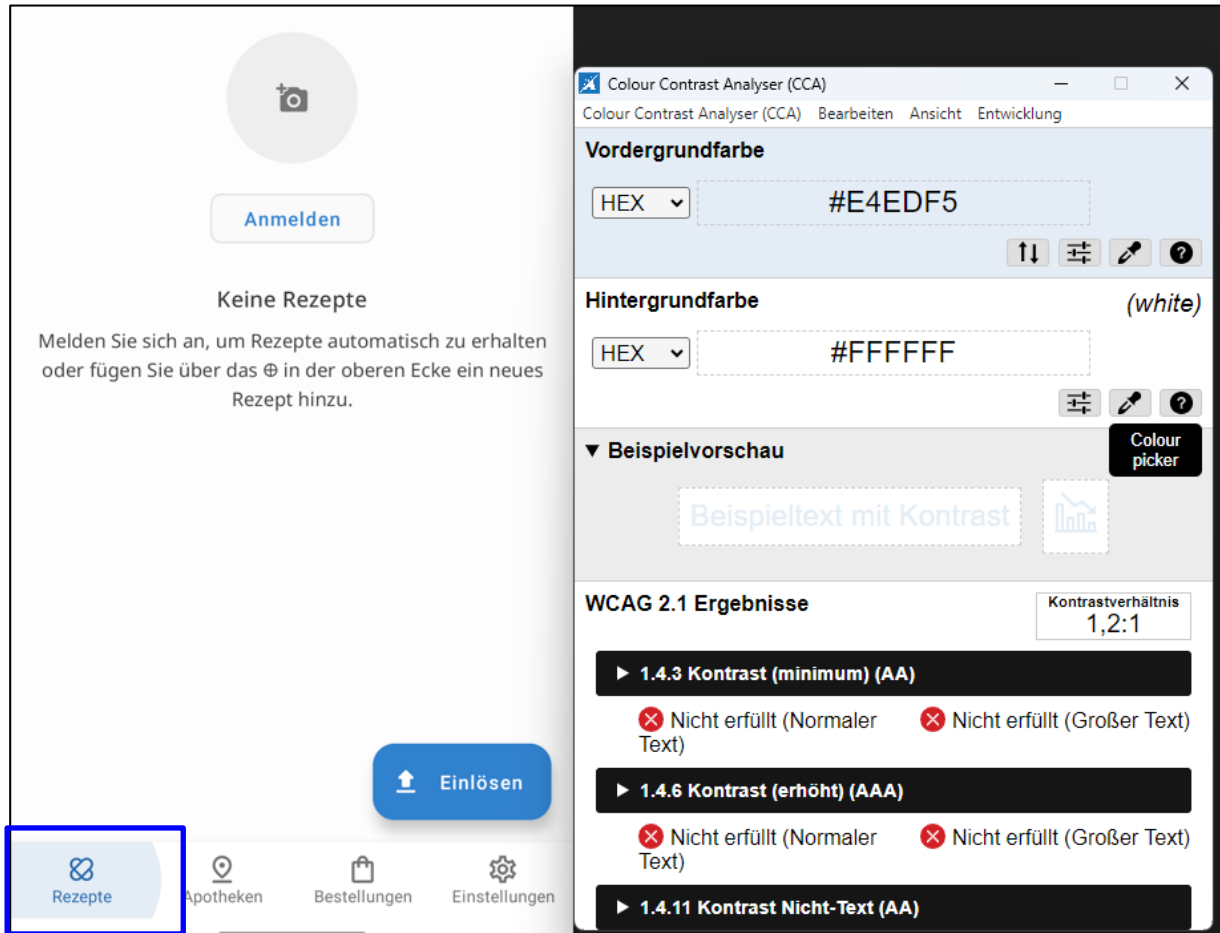 Anmelden
Keine Rezepte
Melden Sie sich an, um Rezepte automatisch zu erhalten
oder fügen Sie über das ⊕ in der oberen Ecke ein neues
Rezept hinzu.
Einlösen
Rezepte
Apotheken
Bestellungen
Einstellungen
Colour Contrast Analyser (CCA)
Colour Contrast Analyser (CCA) Bearbeiten Ansicht Entwicklung
Vordergrundfarbe
HEX #E4EDF5
Hintergrundfarbe (white)
HEX #FFFFFF
Colour
picker
▼ Beispielvorschau
Beispieltext mit Kontrast
WCAG 2.1 Ergebnisse
Kontrastverhältnis
1,2:1
▶ 1.4.3 Kontrast (minimum) (AA)
Nicht erfüllt (Normaler
Text)
Nicht erfüllt (Großer Text)
▶ 1.4.6 Kontrast (erhöht) (AAA)
Nicht erfüllt (Normaler
Text)
Nicht erfüllt (Großer Text)
▶ 1.4.11 Kontrast Nicht-Text (AA)